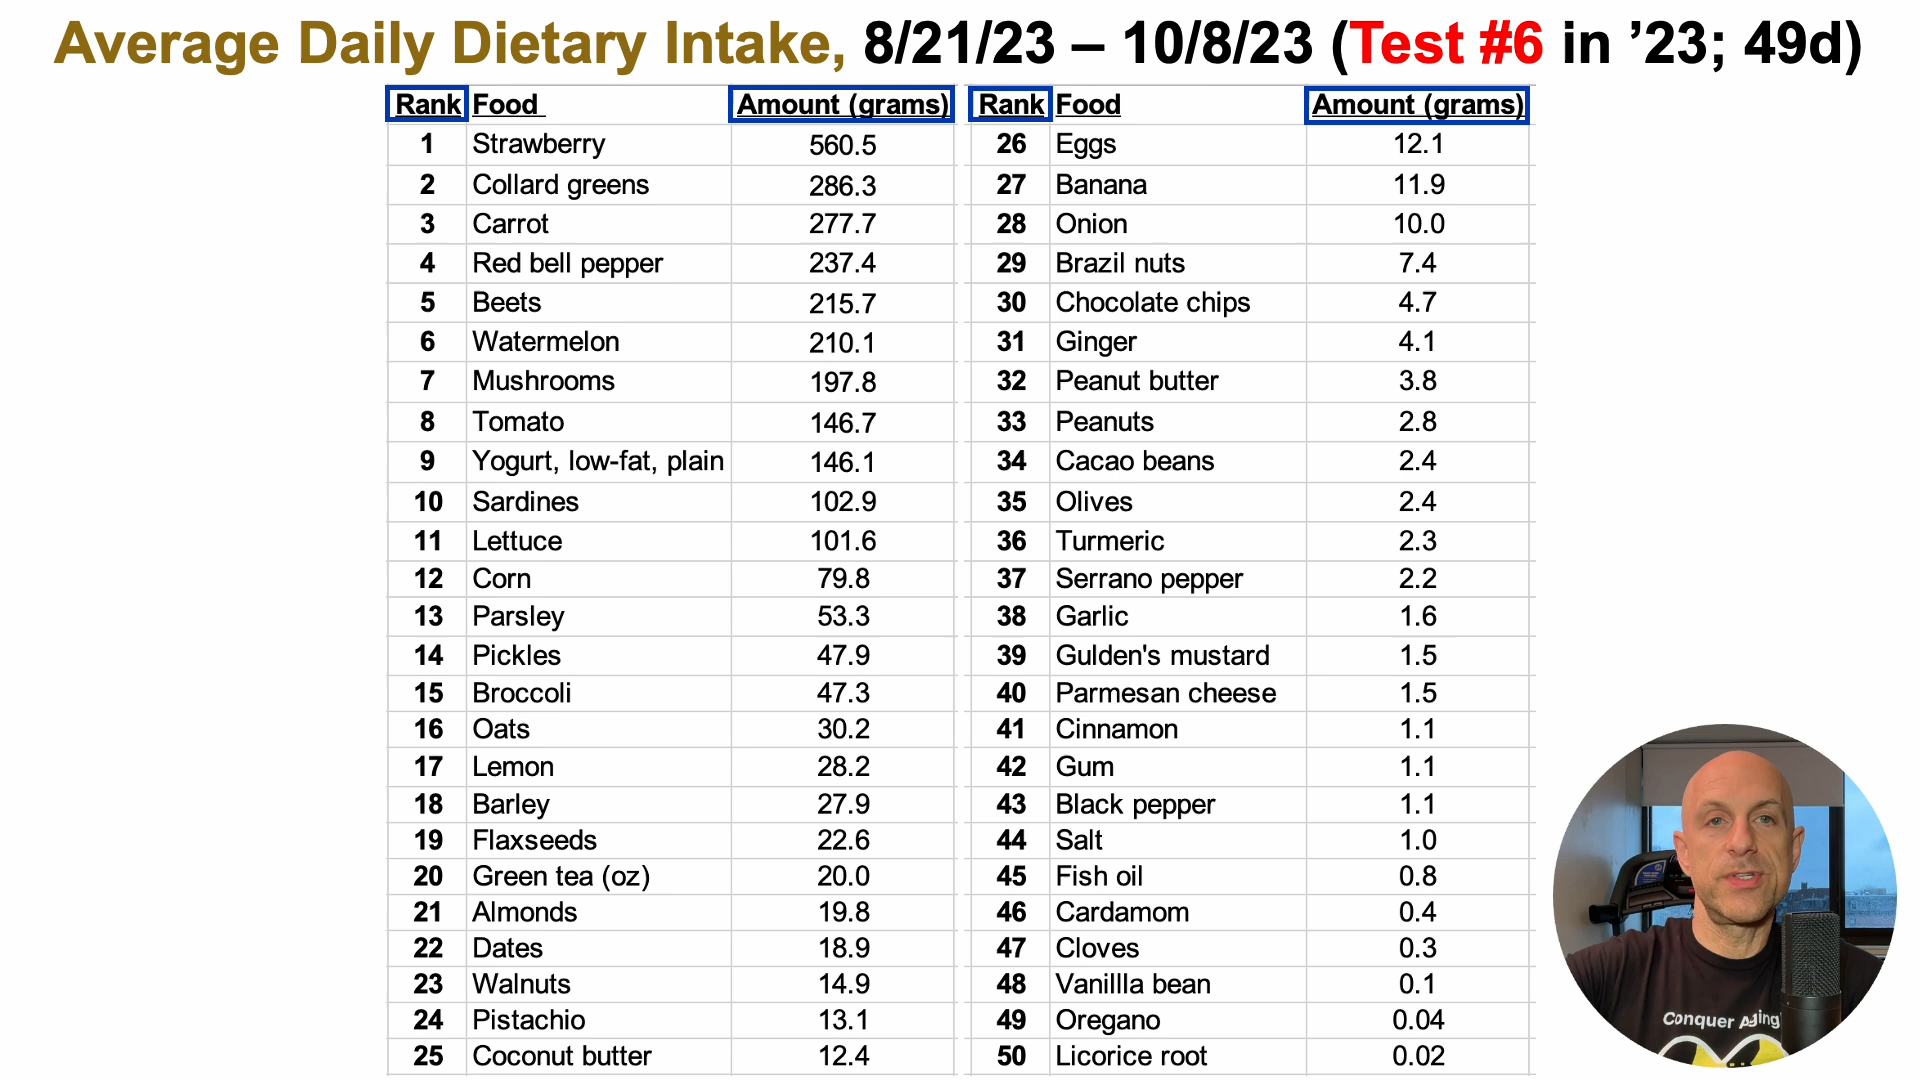 Average Daily Dietary Intake, 8/21/23 – 10/8/23 (Test #6 in ’23; 49d)
Rank Food Amount (grams) Rank Food Amount (grams)
1 Strawberry 560.5 26 Eggs 12.1
2 Collard greens 286.3 27 Banana 11.9
3 Carrot 277.7 28 Onion 10.0
4 Red bell pepper 237.4 29 Brazil nuts 7.4
5 Beets 215.7 30 Chocolate chips 4.7
6 Watermelon 210.1 31 Ginger 4.1
7 Mushrooms 197.8 32 Peanut butter 3.8
8 Tomato 146.7 33 Peanuts 2.8
9 Yogurt, low-fat, plain 146.1 34 Cacao beans 2.4
10 Sardines 102.9 35 Olives 2.4
11 Lettuce 101.6 36 Turmeric 2.3
12 Corn 79.8 37 Serrano pepper 2.2
13 Parsley 53.3 38 Garlic 1.6
14 Pickles 47.9 39 Gulden's mustard 1.5
15 Broccoli 47.3 40 Parmesan cheese 1.5
16 Oats 30.2 41 Cinnamon 1.1
17 Lemon 28.2 42 Gum 1.1
18 Barley 27.9 43 Black pepper 1.1
19 Flaxseeds 22.6 44 Salt 1.0
20 Green tea (oz) 20.0 45 Fish oil 0.8
21 Almonds 19.8 46 Cardamom 0.4
22 Dates 18.9 47 Cloves 0.3
23 Walnuts 14.9 48 Vanillla bean 0.1
24 Pistachio 13.1 49 Oregano 0.04
25 Coconut butter 12.4 50 Licorice root 0.02
Conquer Aging